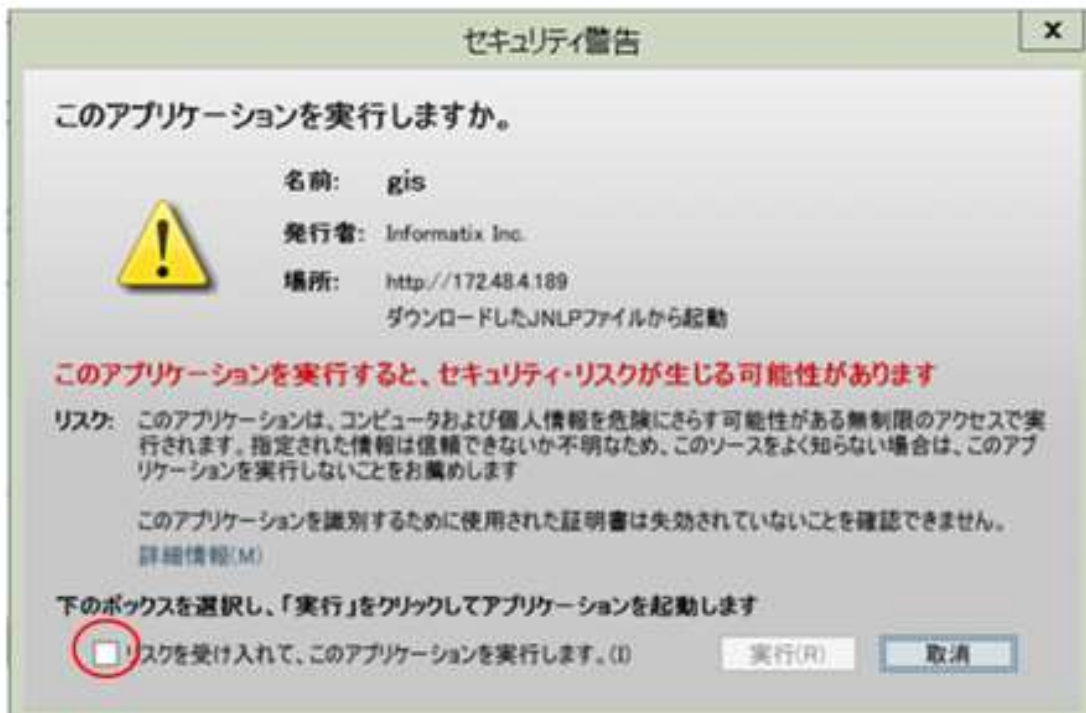 セキュリティ警告
x
このアプリケーションを実行しますか。
名前: gis
発行者: Informatix Inc.
場所: http://172.48.4.189
ダウンロードしたJNLPファイルから起動
このアプリケーションを実行すると、セキュリティ・リスクが生じる可能性があります
リスク: このアプリケーションは、コンピュータおよび個人情報を危険にさらす可能性がある無制限のアクセスで実
行されます。指定された情報は信頼できないか不明なため、このソースをよく知らない場合は、このアプ
リケーションを実行しないことをお薦めします
このアプリケーションを識別するために使用された証明書は失効されていないことを確認できません。
詳細情報(M)
下のボックスを選択し、「実行」をクリックしてアプリケーションを起動します
リスクを受け入れて、このアプリケーションを実行します。(I) 実行(R) 取消